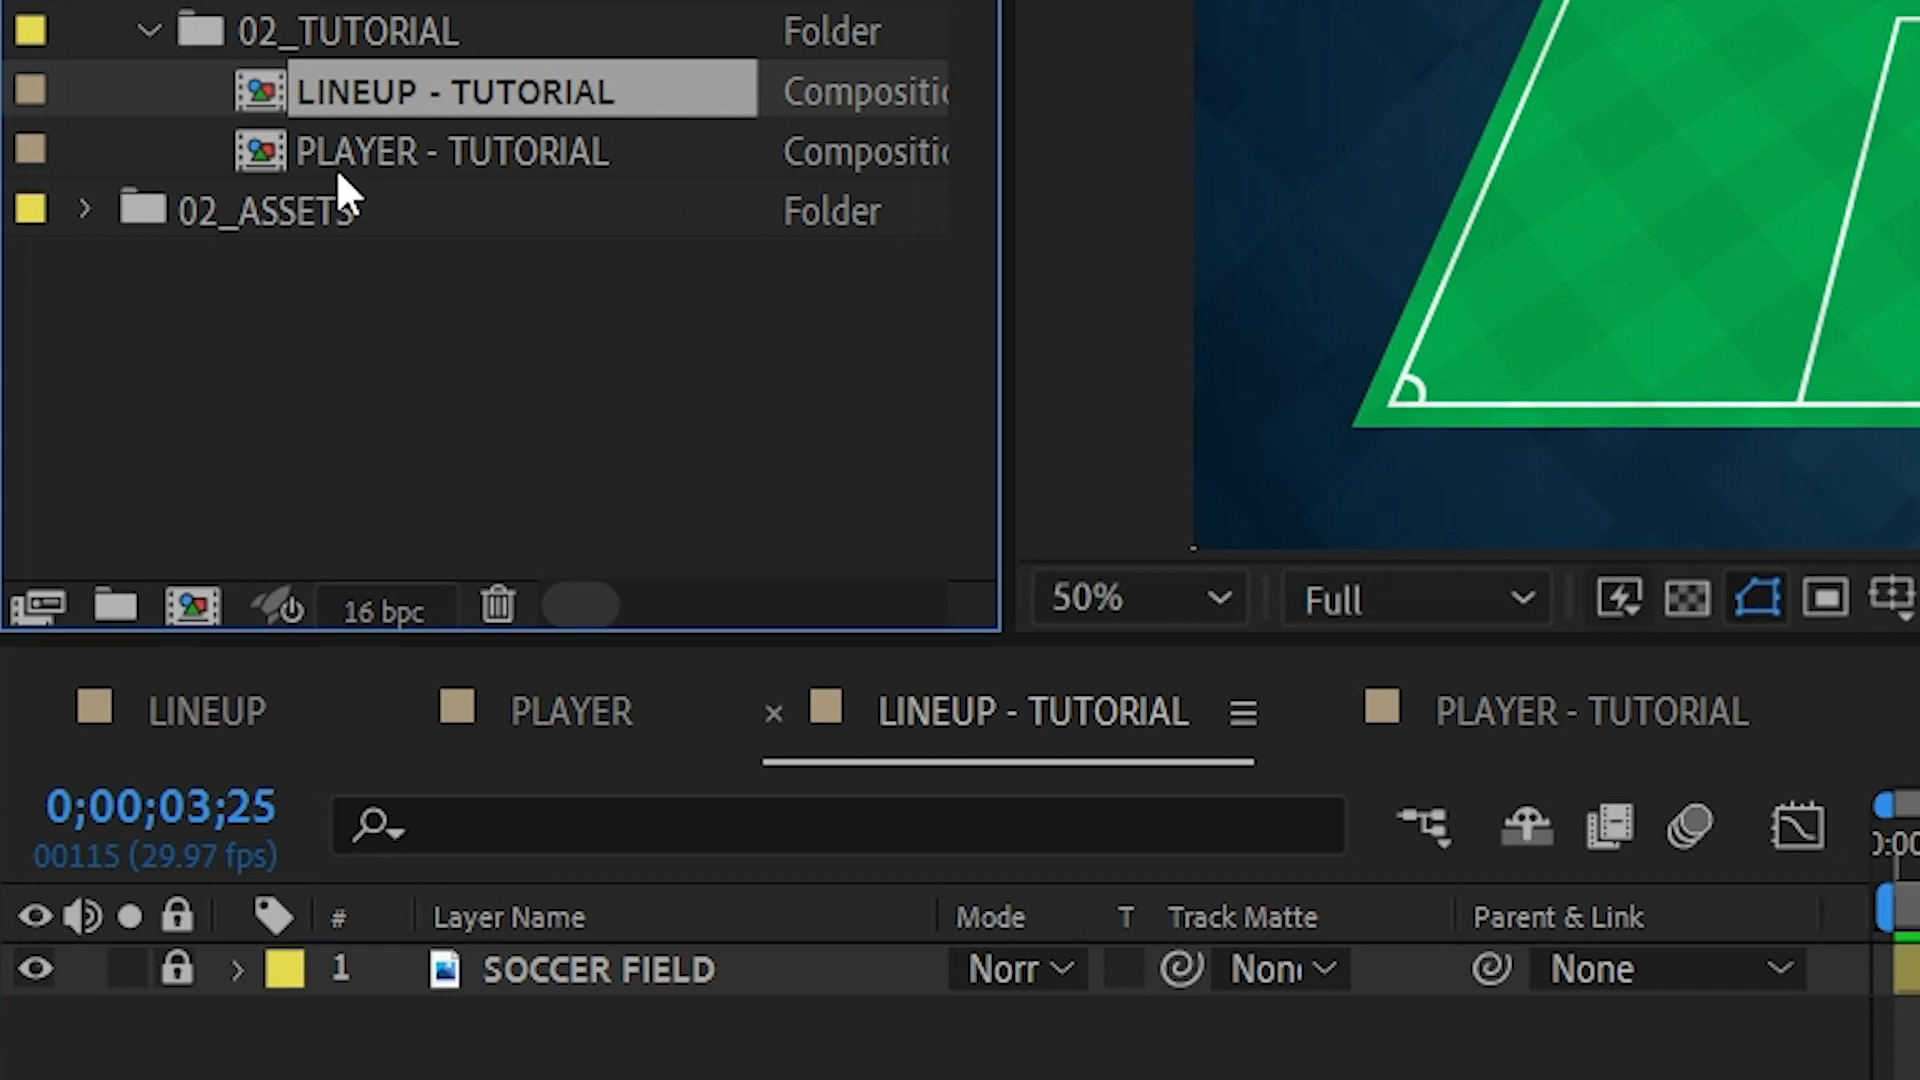 02_TUTORIAL Folder
LINEUP - TUTORIAL Compositic
PLAYER - TUTORIAL Compositic
02_ASSETS Folder
16 bpc
50% Full
LINEUP PLAYER × LINEUP - TUTORIAL PLAYER - TUTORIAL
0;00;03;25
00115 (29.97 fps)
# Layer Name Mode T Track Matte Parent & Link
1 SOCCER FIELD Norr Non None